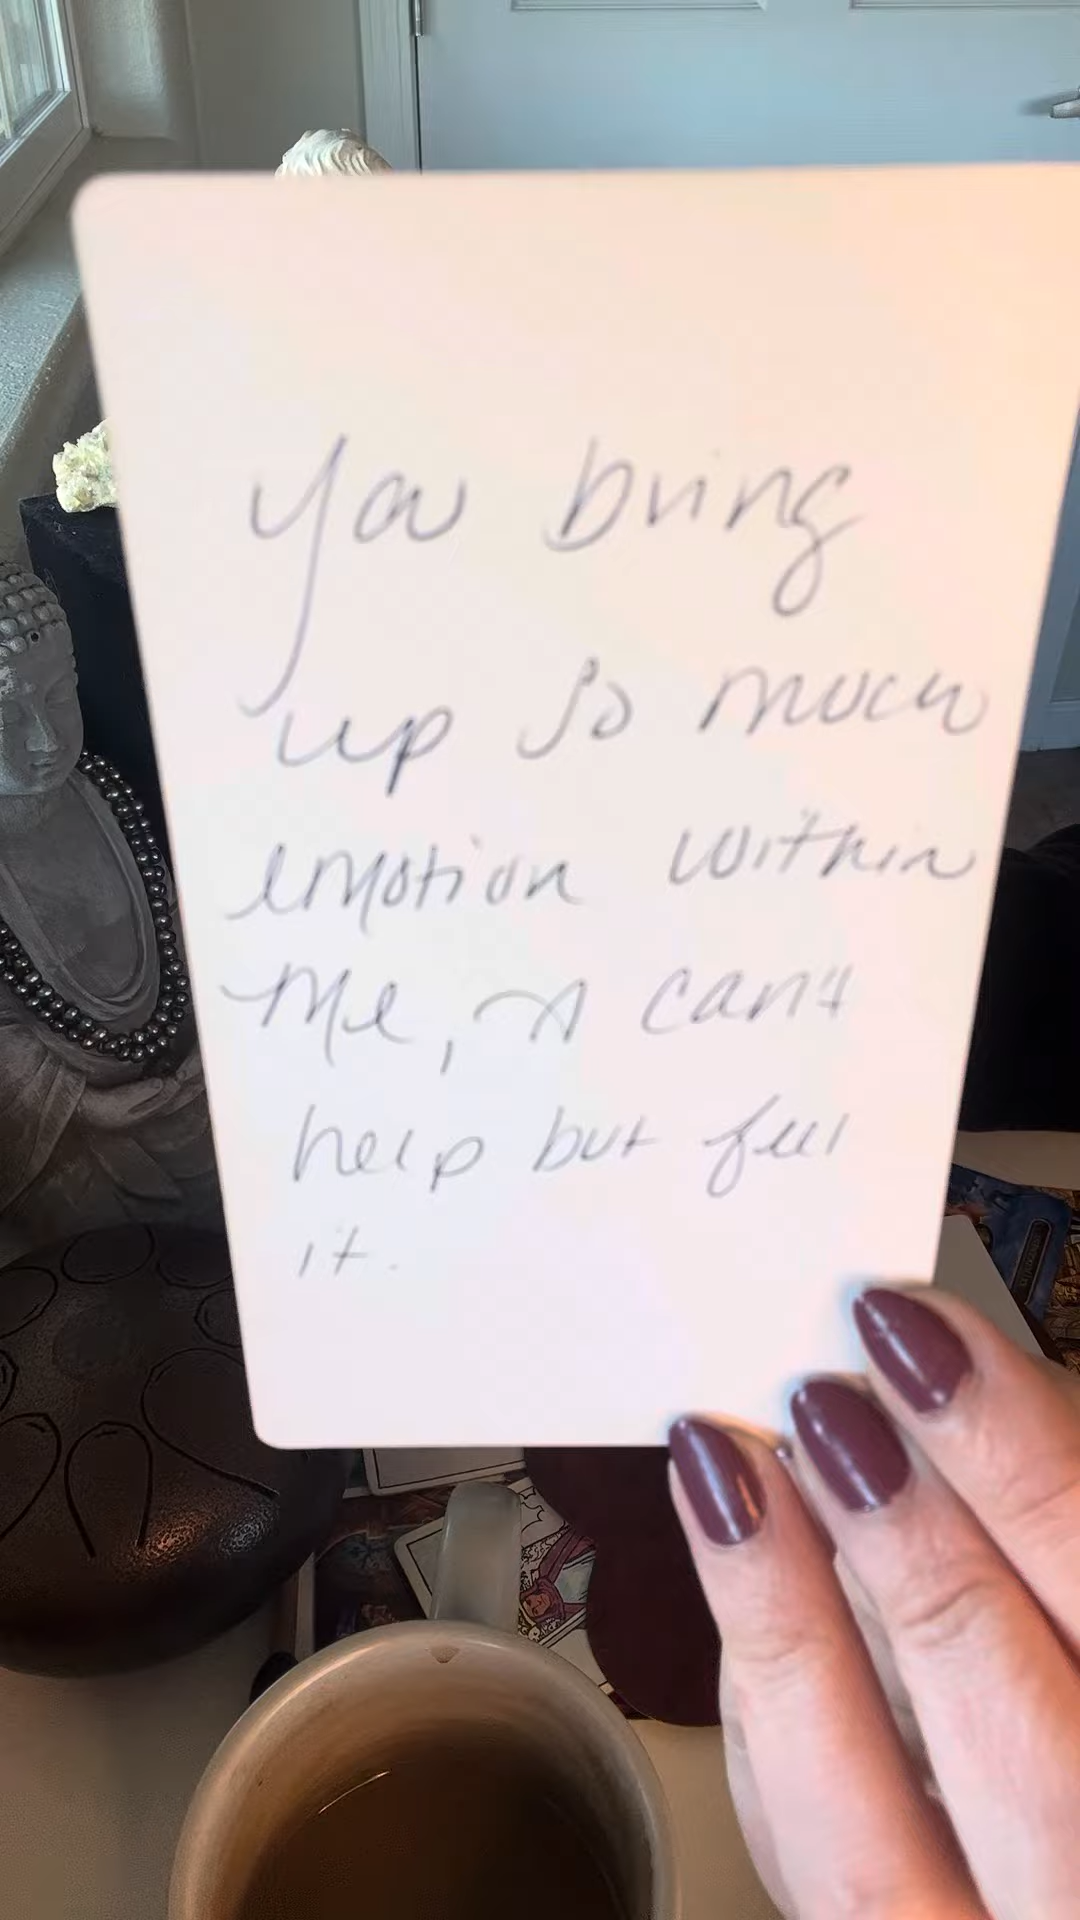 you bring
up so much
emotion within
me, I can't
help but feel
it.